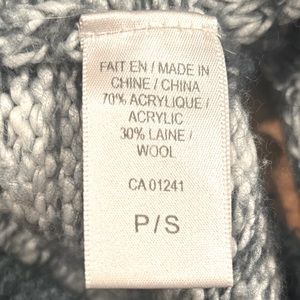 FAIT EN / MADE IN
CHINE / CHINA
70% ACRYLIQUE /
ACRYLIC
30% LAINE /
WOOL
CA 01241
P / S